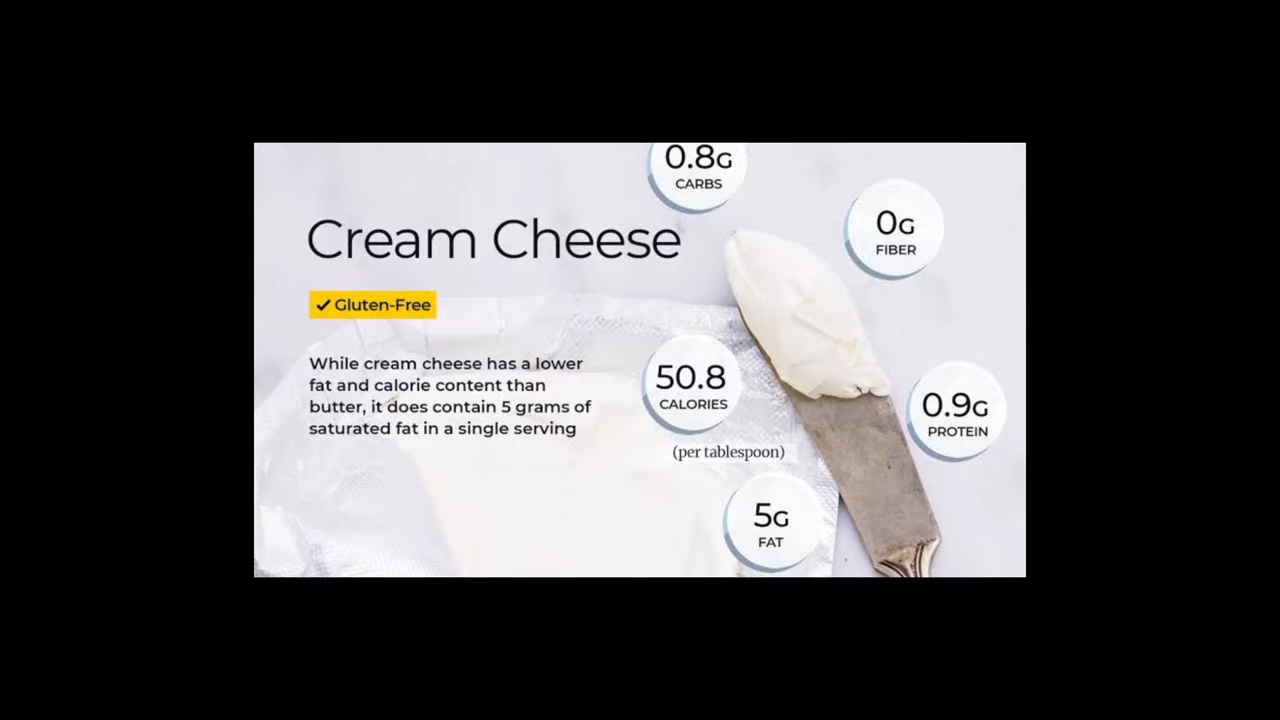 0.8G
CARBS
0G
FIBER
Cream Cheese
✓ Gluten-Free
While cream cheese has a lower
fat and calorie content than
butter, it does contain 5 grams of
saturated fat in a single serving
50.8
CALORIES
(per tablespoon)
0.9G
PROTEIN
5G
FAT